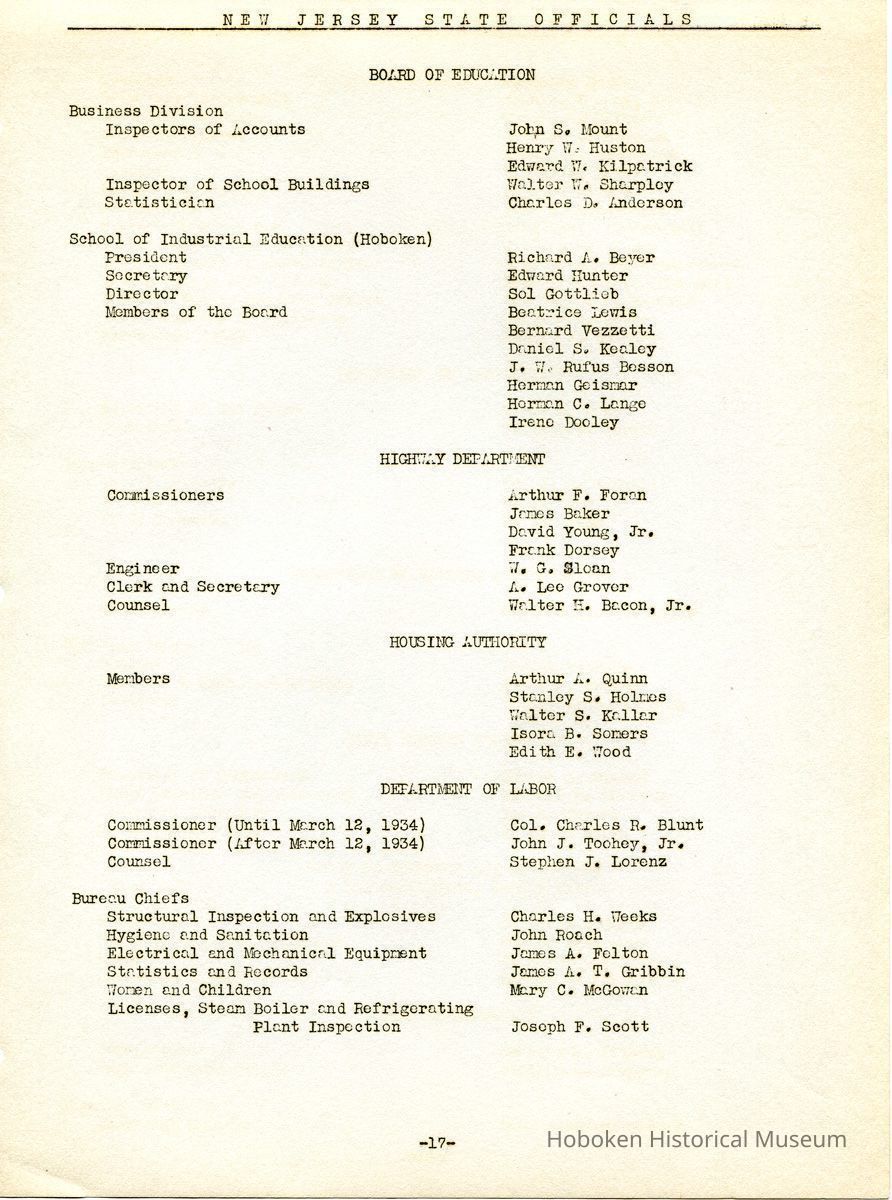 NEW JERSEY STATE OFFICIALS
BOARD OF EDUCATION
Business Division
Inspectors of Accounts John S. Mount
Henry W. Huston
Edward W. Kilpatrick
Inspector of School Buildings Walter W. Sharpley
Statistician Charles D. Anderson
School of Industrial Education (Hoboken)
President Richard A. Beyer
Secretary Edward Hunter
Director Sol Gottlieb
Members of the Board Beatrice Lewis
Bernard Vezzetti
Daniel S. Kealey
J. W. Rufus Besson
Herman Geismar
Herman C. Lange
Irene Dooley
HIGHWAY DEPARTMENT
Commissioners Arthur F. Foran
James Baker
David Young, Jr.
Frank Dorsey
Engineer W. G. Sloan
Clerk and Secretary A. Lee Grover
Counsel Walter H. Bacon, Jr.
HOUSING AUTHORITY
Members Arthur A. Quinn
Stanley S. Holmes
Walter S. Kallar
Isora B. Somers
Edith E. Wood
DEPARTMENT OF LABOR
Commissioner (Until March 12, 1934) Col. Charles R. Blunt
Commissioner (After March 12, 1934) John J. Toohey, Jr.
Counsel Stephen J. Lorenz
Bureau Chiefs
Structural Inspection and Explosives Charles H. Weeks
Hygiene and Sanitation John Roach
Electrical and Mechanical Equipment James A. Felton
Statistics and Records James A. T. Gribbin
Women and Children Mary C. McGowan
Licenses, Steam Boiler and Refrigerating
Plant Inspection Joseph F. Scott
-17-
Hoboken Historical Museum